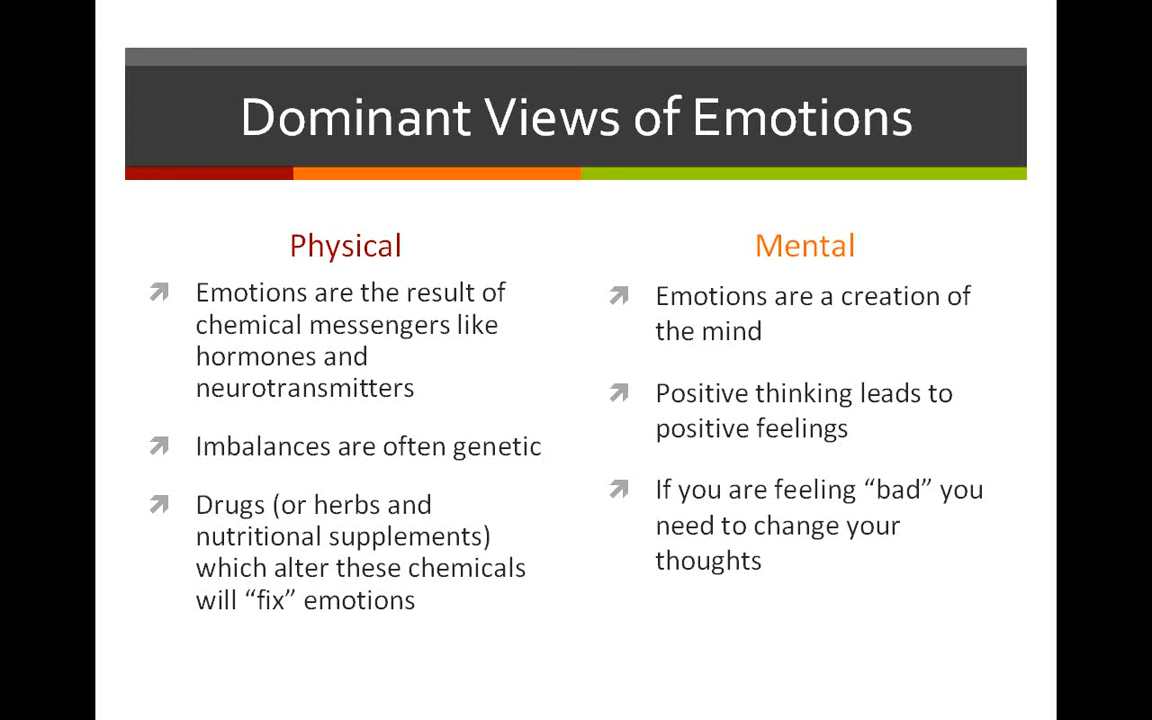 Dominant Views of Emotions
Physical
Emotions are the result of
chemical messengers like
hormones and
neurotransmitters
Imbalances are often genetic
Drugs (or herbs and
nutritional supplements)
which alter these chemicals
will “fix” emotions
Mental
Emotions are a creation of
the mind
Positive thinking leads to
positive feelings
If you are feeling “bad” you
need to change your
thoughts